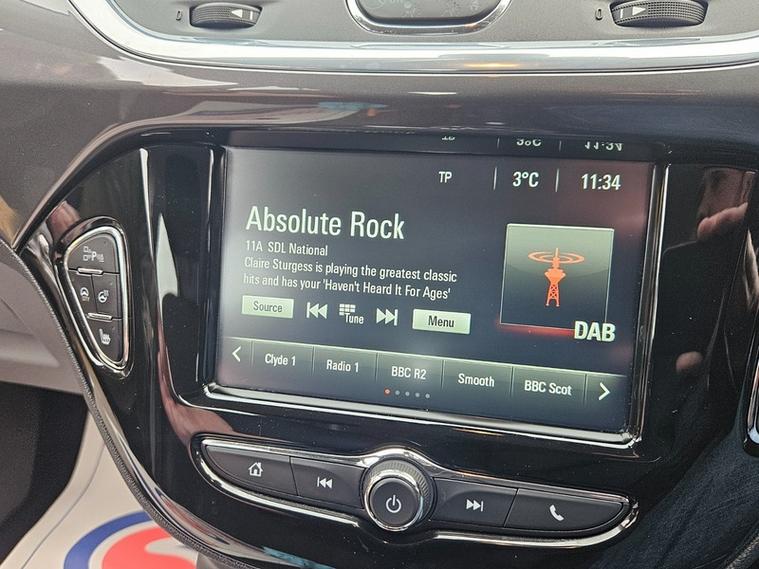 TP 3°C 11:34
Absolute Rock
11A SDL National
Claire Sturgess is playing the greatest classic
hits and has your 'Haven't Heard It For Ages'
Source Tune Menu
DAB
Clyde 1 Radio 1 BBC R2 Smooth BBC Scot